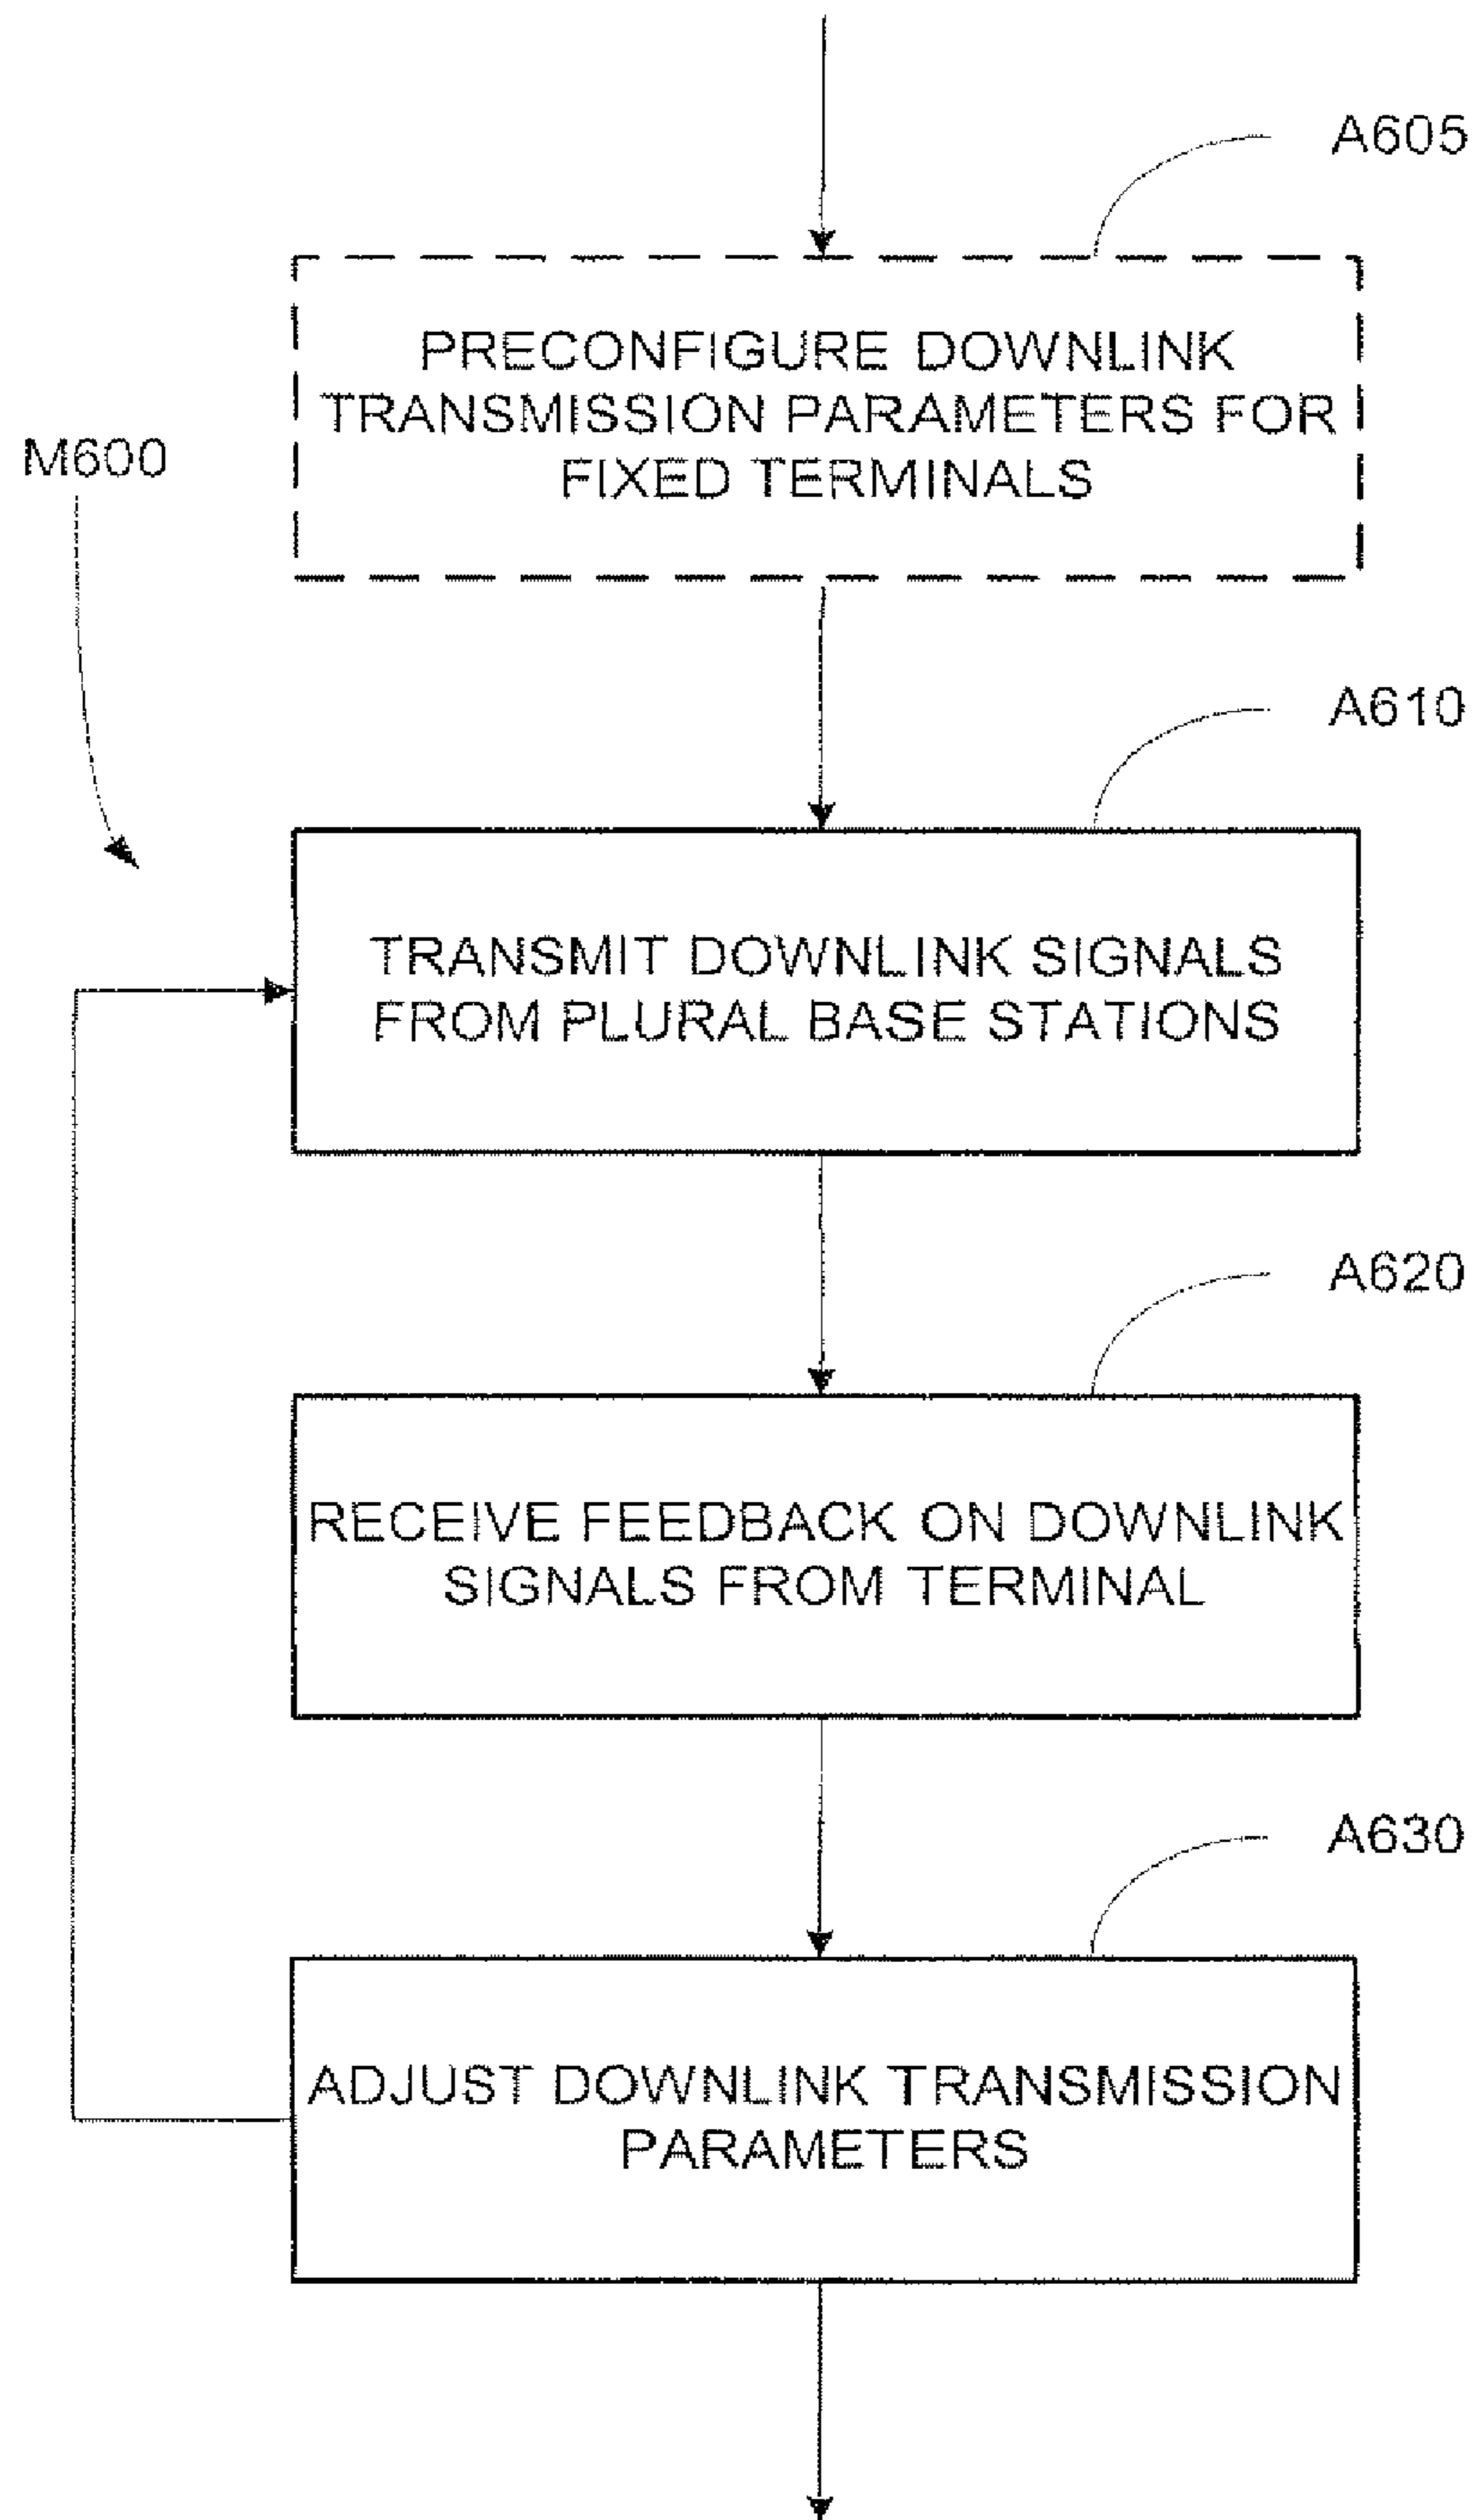 A605
PRECONFIGURE DOWNLINK
TRANSMISSION PARAMETERS FOR
FIXED TERMINALS
M600
A610
TRANSMIT DOWNLINK SIGNALS
FROM PLURAL BASE STATIONS
A620
RECEIVE FEEDBACK ON DOWNLINK
SIGNALS FROM TERMINAL
A630
ADJUST DOWNLINK TRANSMISSION
PARAMETERS